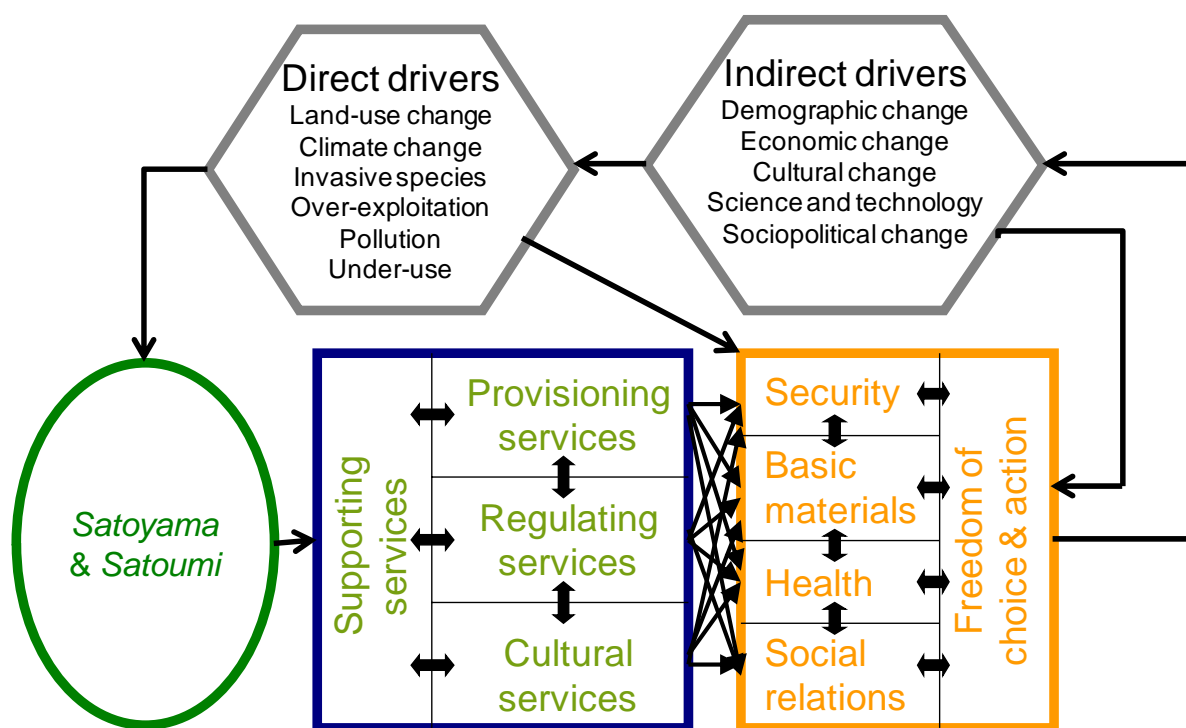 Direct drivers
Land-use change
Climate change
Invasive species
Over-exploitation
Pollution
Under-use
Indirect drivers
Demographic change
Economic change
Cultural change
Science and technology
Sociopolitical change
Satoyama
& Satoumi
Supporting
services
Provisioning
services
Regulating
services
Cultural
services
Security
Basic
materials
Health
Social
relations
Freedom of
choice & action